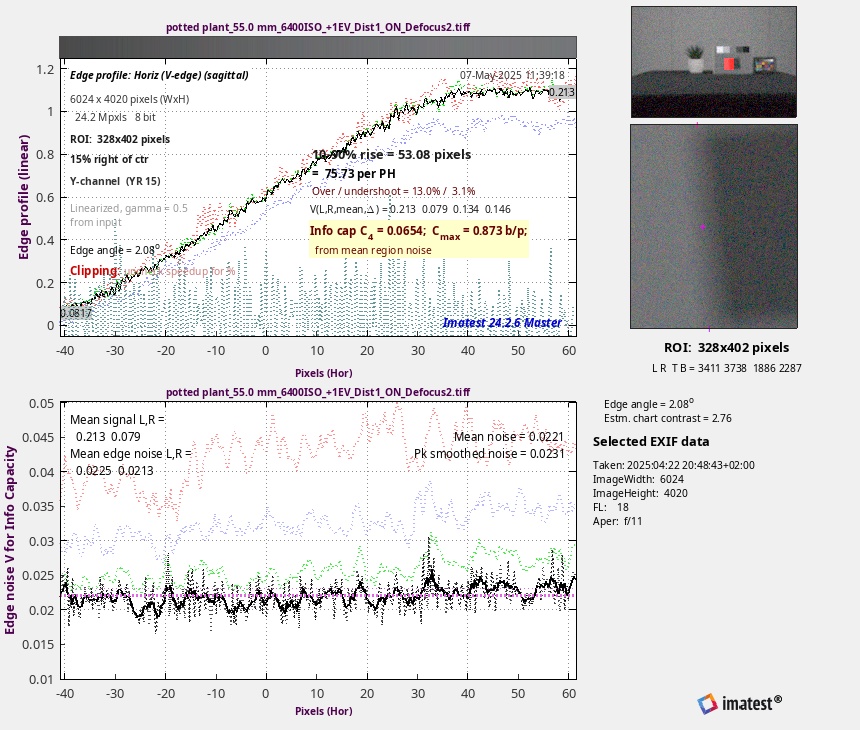 potted plant_55.0 mm_6400ISO_+1EV_Dist1_ON_Defocus2.tiff
Edge profile: Horiz (V-edge) (sagittal)
07-May-2025 11:39:18
6024 x 4020 pixels (WxH)
24.2 Mpxls 8 bit
ROI: 328x402 pixels
15% right of ctr
Y-channel (YR 15)
Linearized, gamma = 0.5
from input
Edge angle = 2.08o
Clipping:
0.0817
0.213
10-90% rise = 53.08 pixels
= 75.73 per PH
Over / undershoot = 13.0% / 3.1%
V(L,R,mean,Δ) = 0.213 0.079 0.134 0.146
Info cap C4 = 0.0654; Cmax = 0.873 b/p;
from mean region noise
Imatest 24.2.6 Master
Edge profile (linear)
1.2
1
0.8
0.6
0.4
0.2
0
-40 -30 -20 -10 0 10 20 30 40 50 60
Pixels (Hor)
potted plant_55.0 mm_6400ISO_+1EV_Dist1_ON_Defocus2.tiff
Mean signal L,R =
0.213 0.079
Mean edge noise L,R =
0.0225 0.0213
Mean noise = 0.0221
Pk smoothed noise = 0.0231
Edge noise V for Info Capacity
0.05
0.045
0.04
0.035
0.03
0.025
0.02
0.015
0.01
-40 -30 -20 -10 0 10 20 30 40 50 60
Pixels (Hor)
ROI: 328x402 pixels
L R T B = 3411 3738 1886 2287
Edge angle = 2.08o
Estm. chart contrast = 2.76
Selected EXIF data
Taken: 2025:04:22 20:48:43+02:00
ImageWidth: 6024
ImageHeight: 4020
FL: 18
Aper: f/11
imatest®